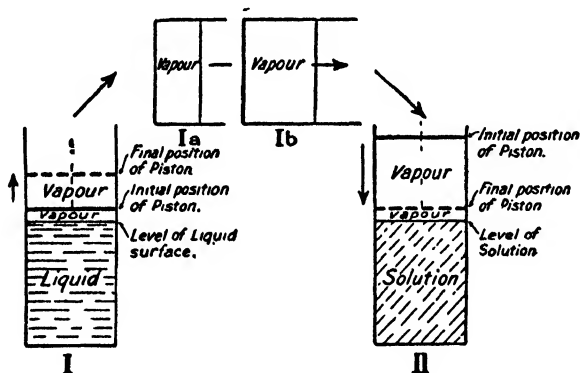 Vapour
Vapour
Ia
Ib
Final position
of Piston.
Vapour
Initial position
of Piston.
Vapour
Level of Liquid
surface.
Liquid
I
Initial position
of Piston.
Vapour
Final position
of Piston
Vapour
Level of
Solution
Solution
II